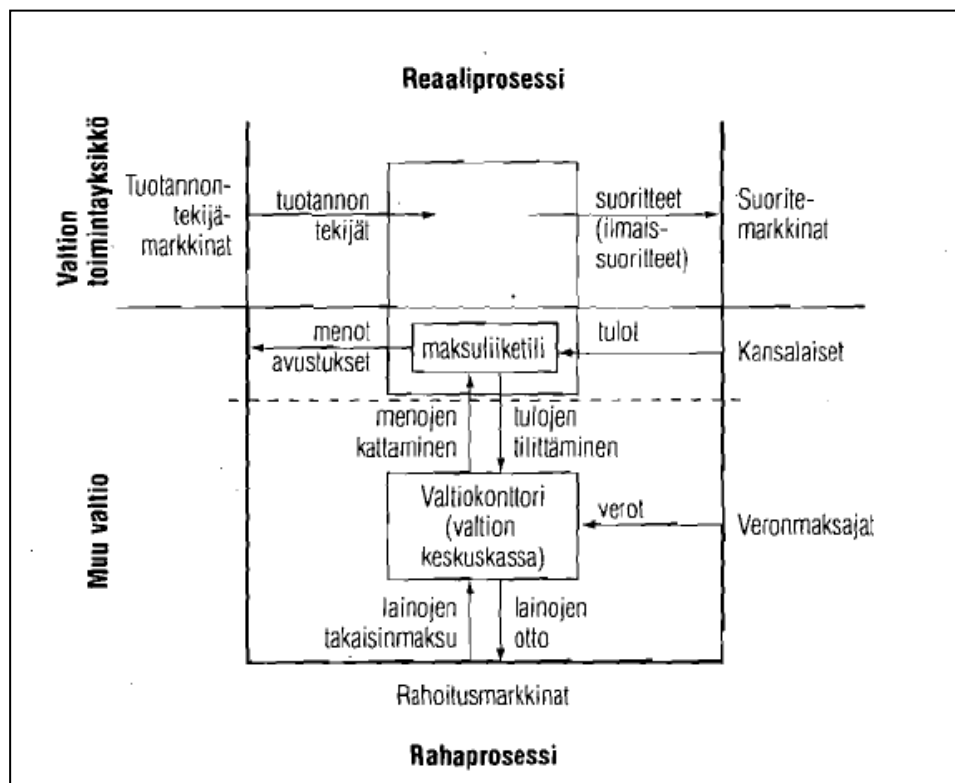 Reaaliprosessi
Valtion
toimintayksikkö
Tuotannon-
tekijä-
markkinat
tuotannon
tekijät
suoritteet
(ilmais-
suoritteet)
Suorite-
markkinat
menot
avustukset
maksuliiketili
tulot
Kansalaiset
menojen
kattaminen
tulojen
tilittäminen
Muu valtio
Valtiokonttori
(valtion
keskuskassa)
verot
Veronmaksajat
lainojen
takaisinmaksu
lainojen
otto
Rahoitusmarkkinat
Rahaprosessi